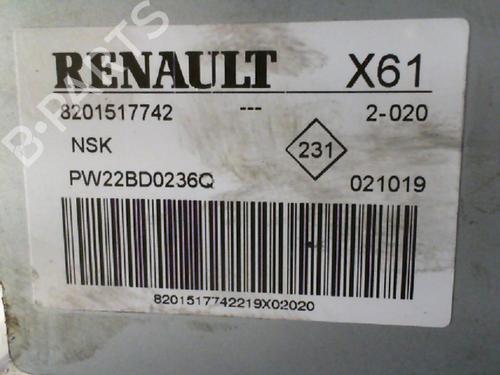 RENAULT X61
8201517742 --- 2-020
NSK 231
PW22BD0236Q 021019
8201517742219X02020
B-PARTS